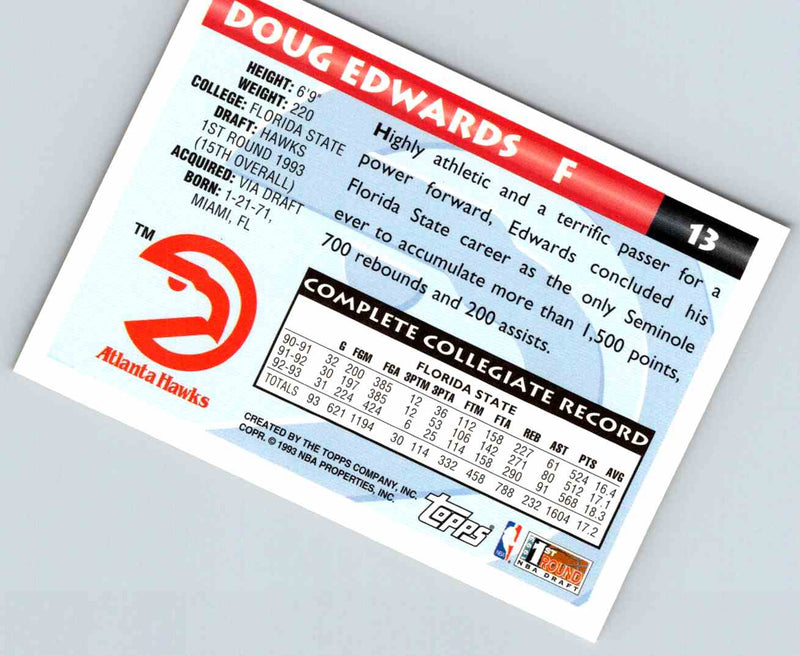 DOUG EDWARDS F 13
HEIGHT: 6'9"
WEIGHT: 220
COLLEGE: FLORIDA STATE
DRAFT: HAWKS
1ST ROUND 1993
(15TH OVERALL)
ACQUIRED: VIA DRAFT
BORN: 1-21-71,
MIAMI, FL
Highly athletic and a terrific passer for a
power forward, Edwards concluded his
Florida State career as the only Seminole
ever to accumulate more than 1,500 points,
700 rebounds and 200 assists.
TM
Atlanta Hawks
COMPLETE COLLEGIATE RECORD
FLORIDA STATE
G FGM FGA 3PTM 3PTA FTM FTA REB AST PTS AVG
90-91 32 200 385 12 36 112 158 227 61 524 16.4
91-92 30 197 385 12 53 106 142 271 80 512 17.1
92-93 31 224 424 6 25 114 158 290 91 568 18.3
TOTALS 93 621 1194 30 114 332 458 788 232 1604 17.2
CREATED BY THE TOPPS COMPANY, INC.
COPR. © 1993 NBA PROPERTIES, INC.
TOPPS
NBA
1ST
ROUND
NBA DRAFT